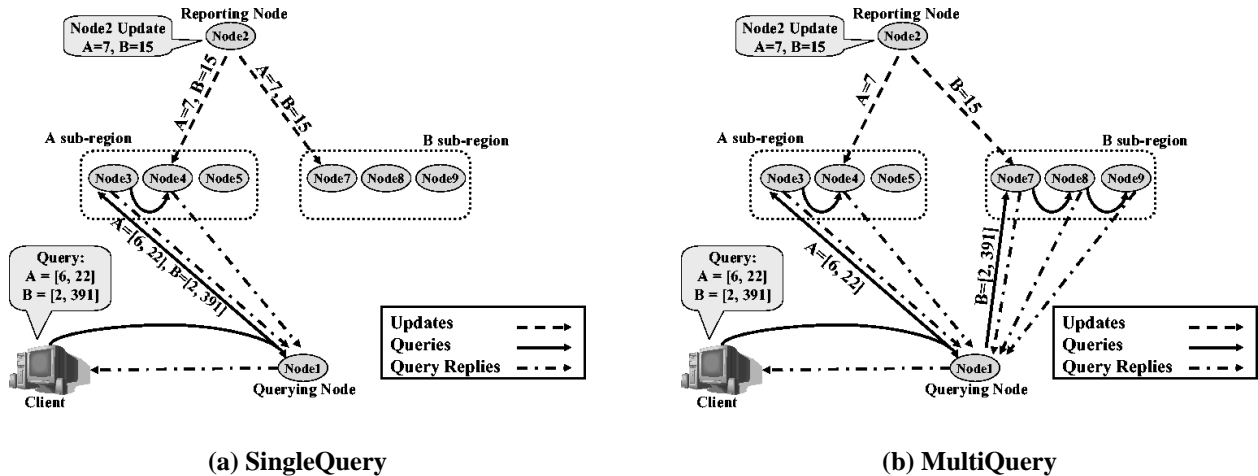 Reporting Node
Node2 Update
A=7, B=15
Node2
A=7, B=15
A=7, B=15
A sub-region
B sub-region
Node3
Node4
Node5
Node7
Node8
Node9
A=[6, 22], B=[2, 391]
Query:
A = [6, 22]
B = [2, 391]
Updates
Queries
Query Replies
Node1
Querying Node
Client
(a) SingleQuery
Reporting Node
Node2 Update
A=7, B=15
Node2
A=7
B=15
A sub-region
B sub-region
Node3
Node4
Node5
Node7
Node8
Node9
A=[6, 22]
B=[2, 391]
Query:
A = [6, 22]
B = [2, 391]
Updates
Queries
Query Replies
Node1
Querying Node
Client
(b) MultiQuery